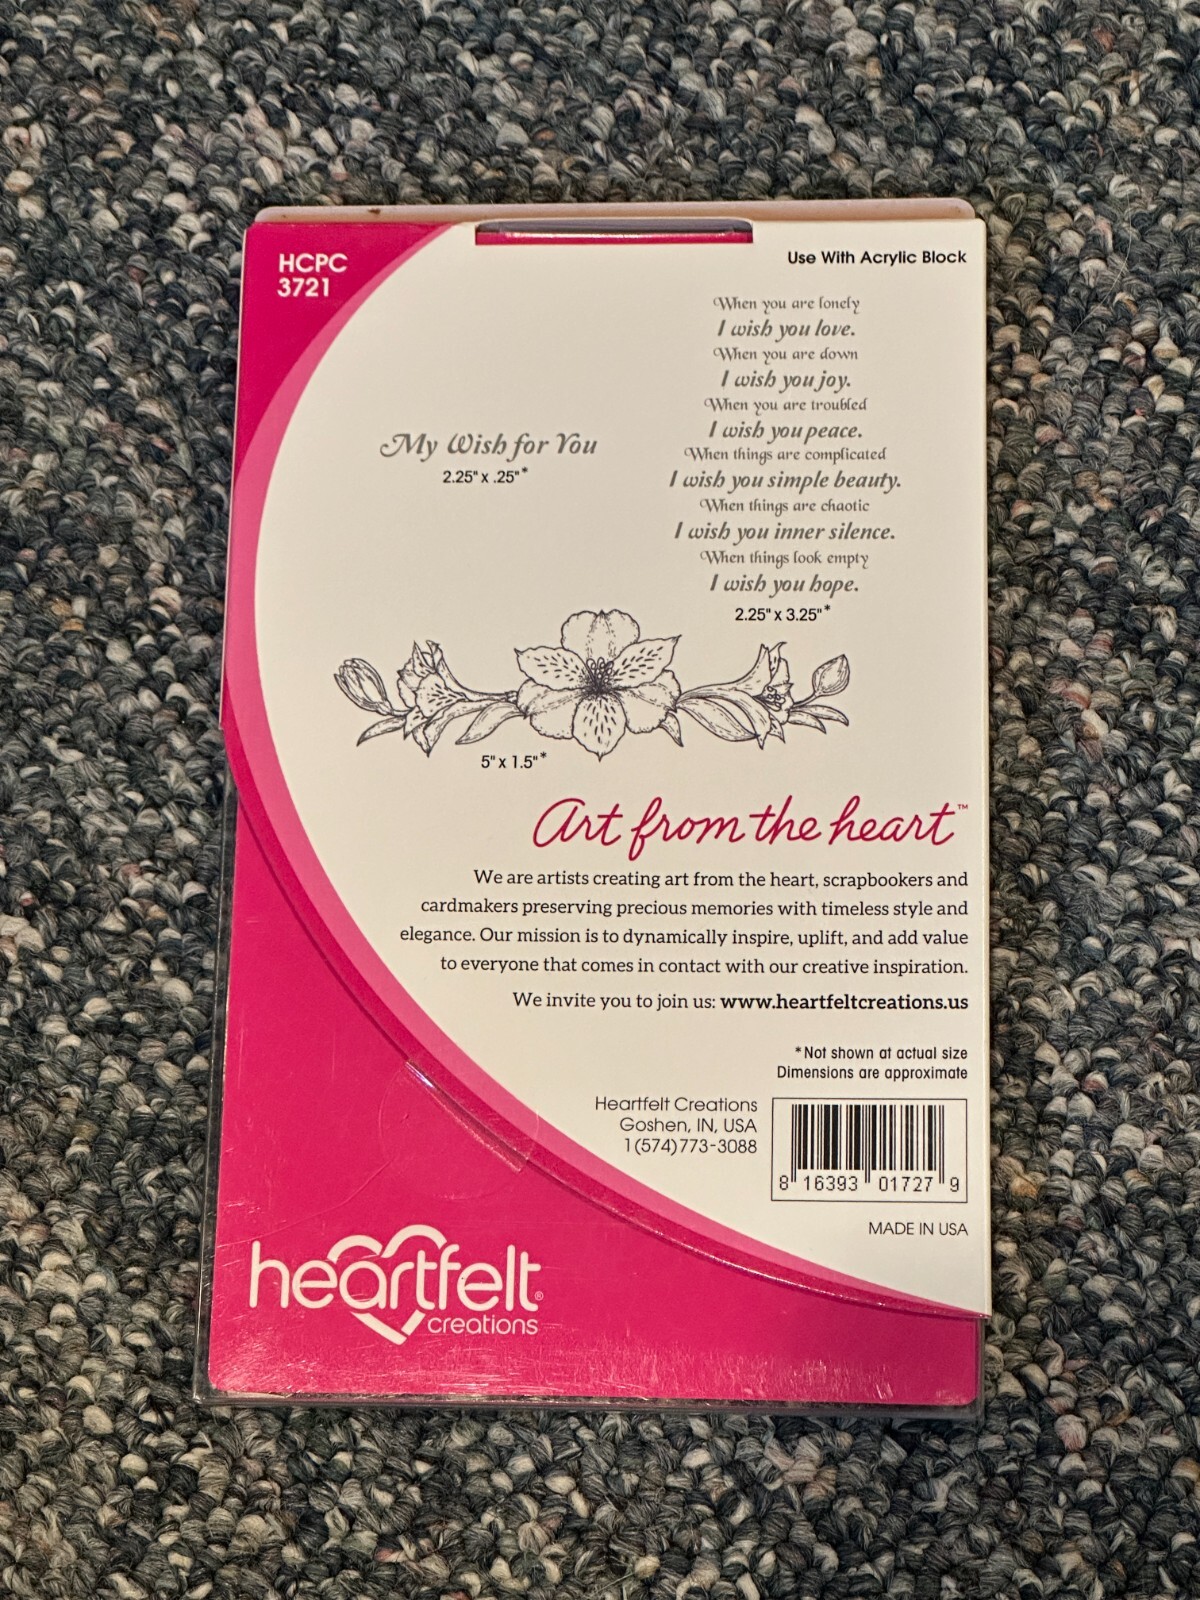 HCPC
3721
Use With Acrylic Block
When you are lonely
I wish you love.
When you are down
I wish you joy.
When you are troubled
I wish you peace.
When things are complicated
I wish you simple beauty.
When things are chaotic
I wish you inner silence.
When things look empty
I wish you hope.
2.25" x 3.25"*
My Wish for You
2.25" x .25"*
5" x 1.5"*
Art from the heart™
We are artists creating art from the heart, scrapbookers and
cardmakers preserving precious memories with timeless style and
elegance. Our mission is to dynamically inspire, uplift, and add value
to everyone that comes in contact with our creative inspiration.
We invite you to join us: www.heartfeltcreations.us
*Not shown at actual size
Dimensions are approximate
Heartfelt Creations
Goshen, IN, USA
1(574)773-3088
8 16393 01727 9
MADE IN USA
heartfelt®
creations